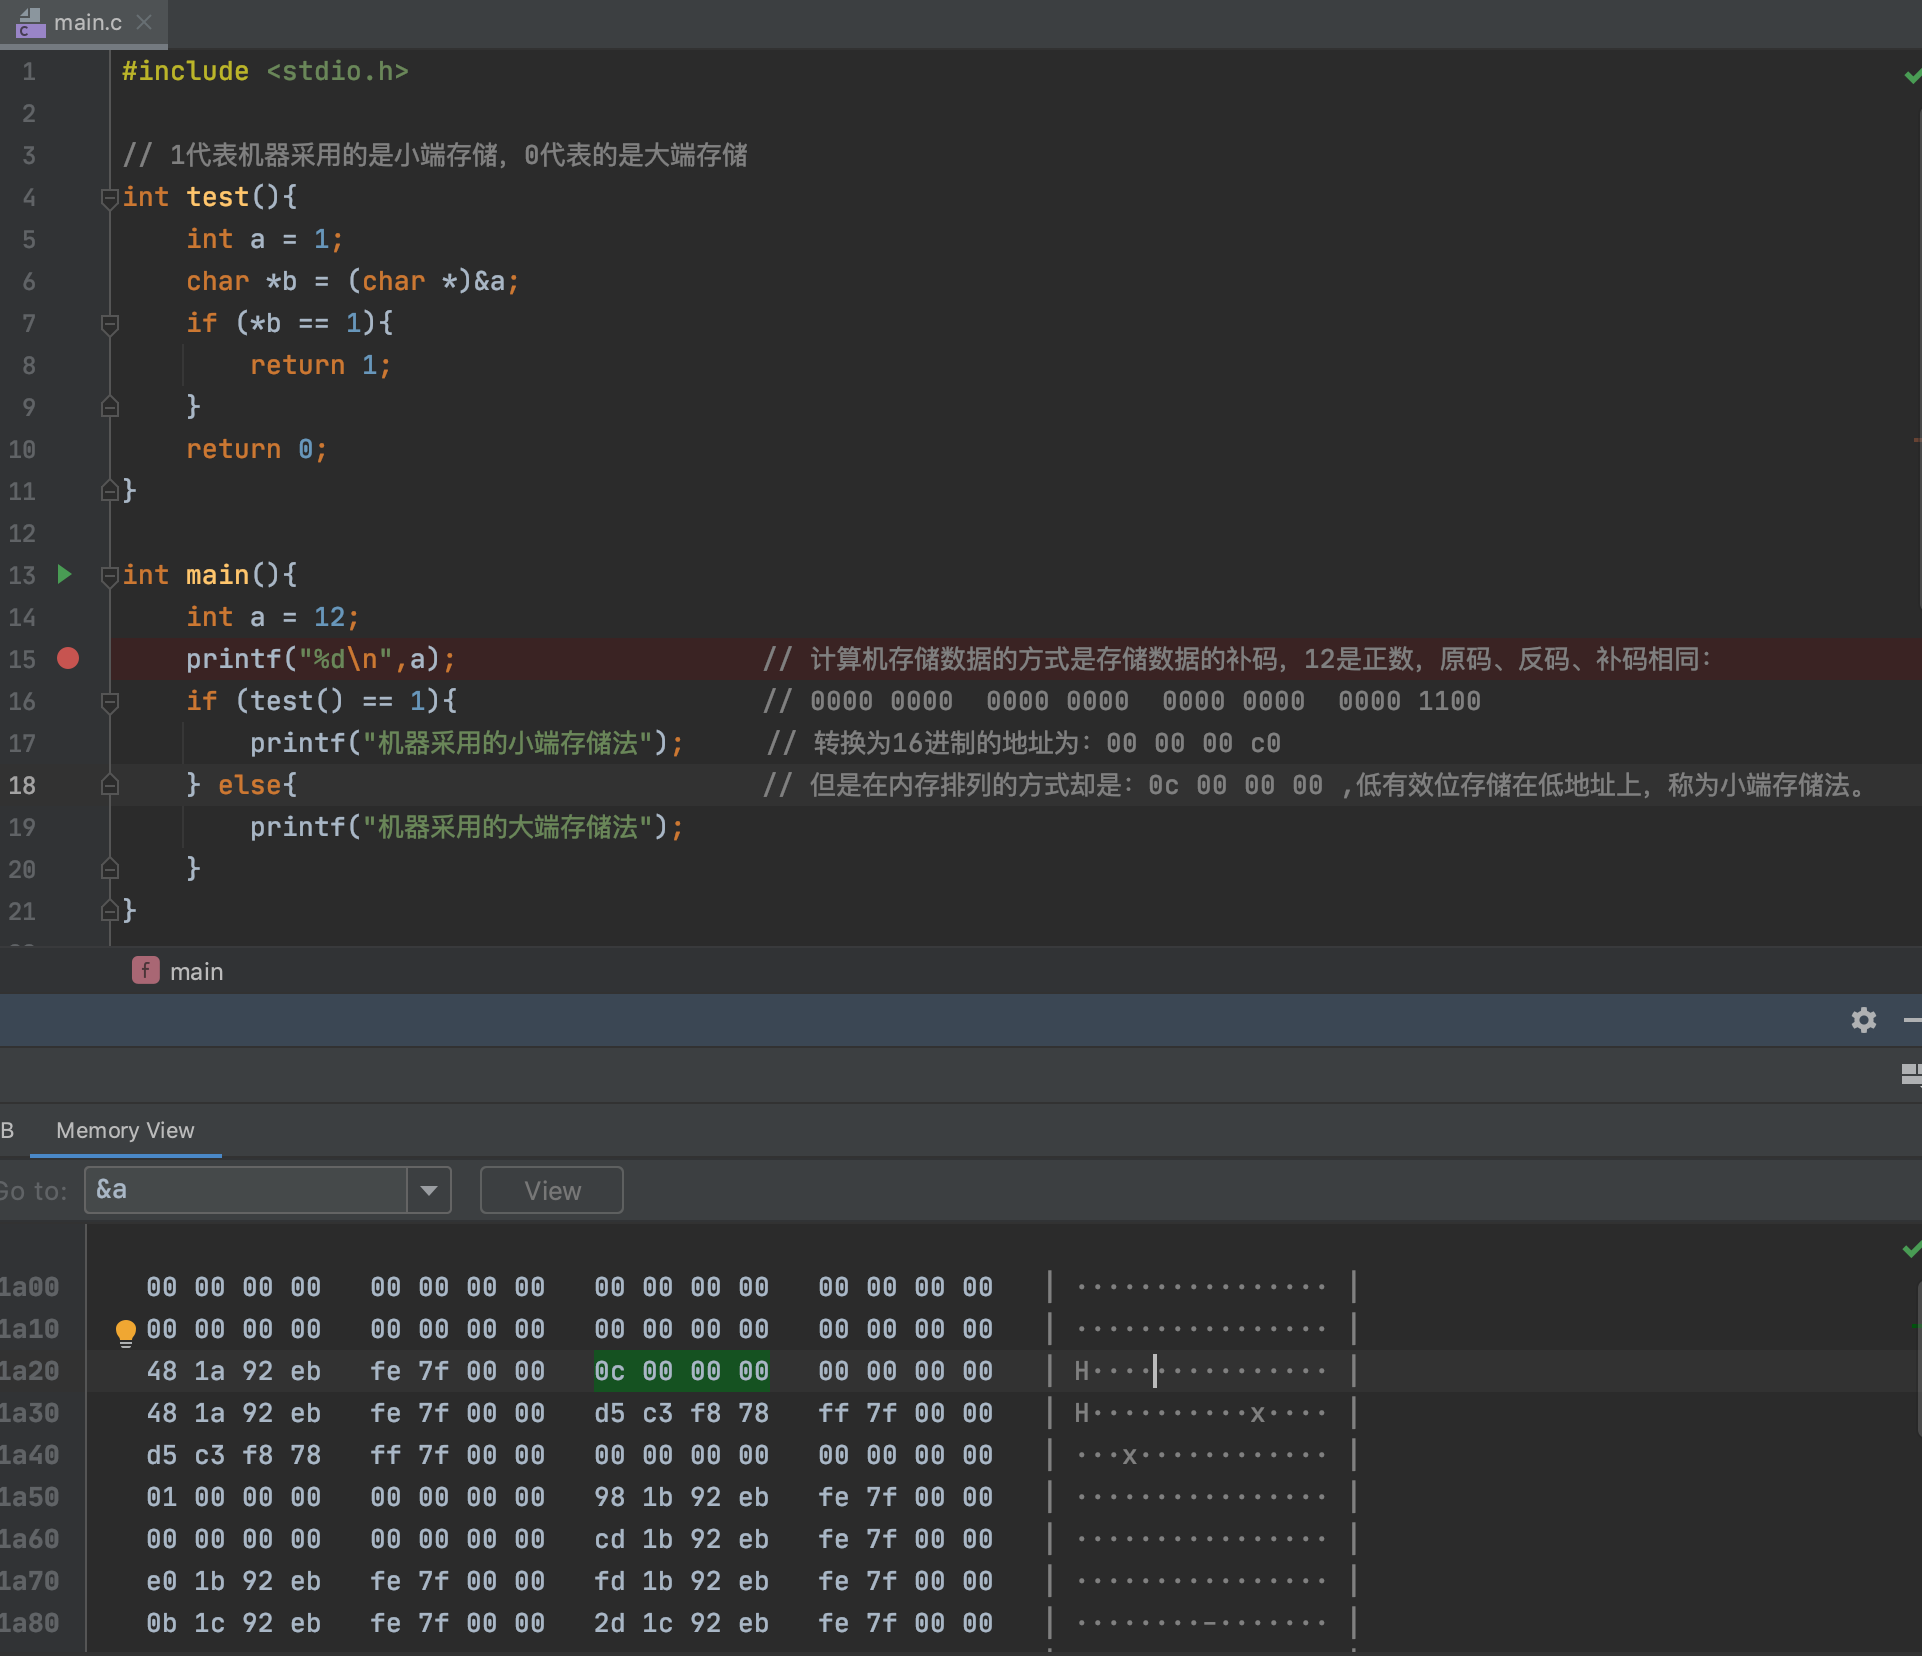 main.c
1 #include <stdio.h>
2
3 // 1代表机器采用的是小端存储，0代表的是大端存储
4 int test(){
5 int a = 1;
6 char *b = (char *)&a;
7 if (*b == 1){
8 return 1;
9 }
10 return 0;
11 }
12
13 int main(){
14 int a = 12;
15 printf("%d\n",a); // 计算机存储数据的方式是存储数据的补码，12是正数，原码、反码、补码相同：
16 if (test() == 1){ // 0000 0000  0000 0000  0000 0000  0000 1100
17 printf("机器采用的小端存储法"); // 转换为16进制的地址为：00 00 00 c0
18 } else{ // 但是在内存排列的方式却是：0c 00 00 00 ,低有效位存储在低地址上，称为小端存储法。
19 printf("机器采用的大端存储法");
20 }
21 }
f main
B Memory View
Go to: &a View
1a00 00 00 00 00 00 00 00 00 00 00 00 00 00 00 00 00 | ················ |
1a10 00 00 00 00 00 00 00 00 00 00 00 00 00 00 00 00 | ················ |
1a20 48 1a 92 eb fe 7f 00 00 0c 00 00 00 00 00 00 00 | H··············· |
1a30 48 1a 92 eb fe 7f 00 00 d5 c3 f8 78 ff 7f 00 00 | H··········x···· |
1a40 d5 c3 f8 78 ff 7f 00 00 00 00 00 00 00 00 00 00 | ···x············ |
1a50 01 00 00 00 00 00 00 00 98 1b 92 eb fe 7f 00 00 | ················ |
1a60 00 00 00 00 00 00 00 00 cd 1b 92 eb fe 7f 00 00 | ················ |
1a70 e0 1b 92 eb fe 7f 00 00 fd 1b 92 eb fe 7f 00 00 | ················ |
1a80 0b 1c 92 eb fe 7f 00 00 2d 1c 92 eb fe 7f 00 00 | ········-······· |